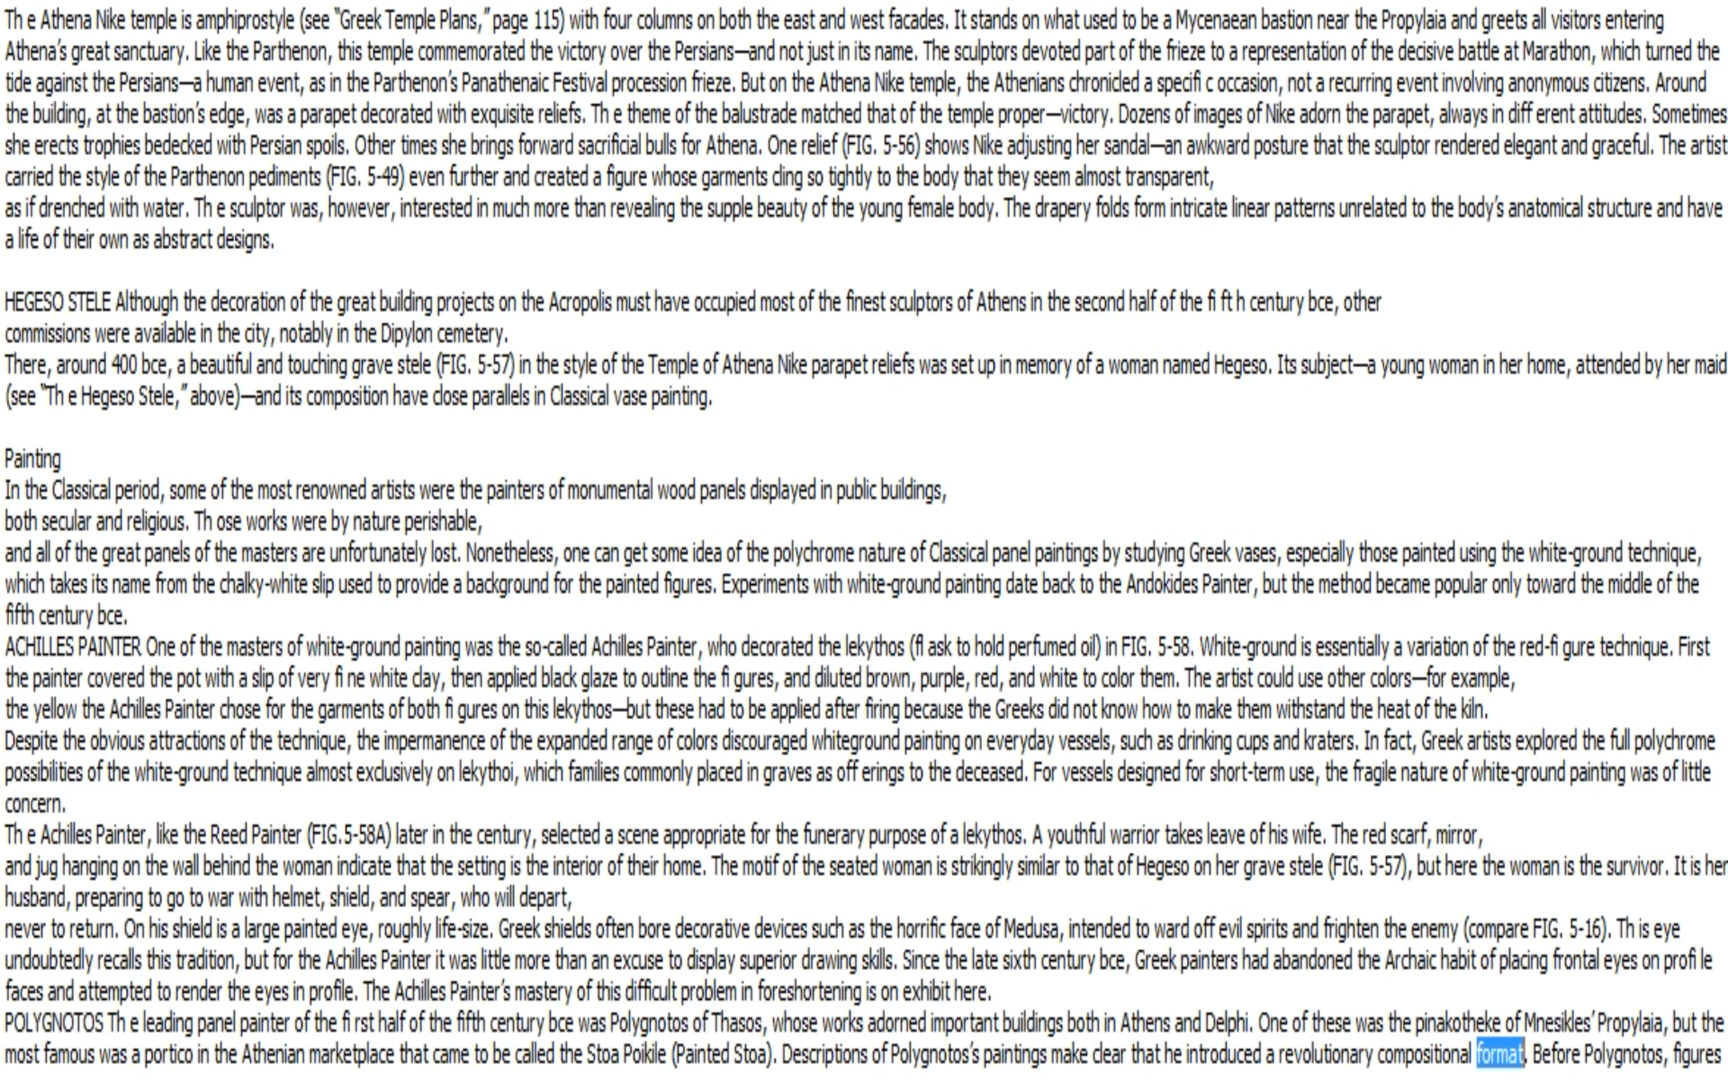 Th e Athena Nike temple is amphiprostyle (see “Greek Temple Plans,” page 115) with four columns on both the east and west facades. It stands on what used to be a Mycenaean bastion near the Propylaia and greets all visitors entering
Athena’s great sanctuary. Like the Parthenon, this temple commemorated the victory over the Persians—and not just in its name. The sculptors devoted part of the frieze to a representation of the decisive battle at Marathon, which turned the
tide against the Persians—a human event, as in the Parthenon’s Panathenaic Festival procession frieze. But on the Athena Nike temple, the Athenians chronicled a specifi c occasion, not a recurring event involving anonymous citizens. Around
the building, at the bastion’s edge, was a parapet decorated with exquisite reliefs. Th e theme of the balustrade matched that of the temple proper—victory. Dozens of images of Nike adorn the parapet, always in diff erent attitudes. Sometimes
she erects trophies bedecked with Persian spoils. Other times she brings forward sacrificial bulls for Athena. One relief (FIG. 5-56) shows Nike adjusting her sandal—an awkward posture that the sculptor rendered elegant and graceful. The artist
carried the style of the Parthenon pediments (FIG. 5-49) even further and created a figure whose garments cling so tightly to the body that they seem almost transparent,
as if drenched with water. Th e sculptor was, however, interested in much more than revealing the supple beauty of the young female body. The drapery folds form intricate linear patterns unrelated to the body’s anatomical structure and have
a life of their own as abstract designs.
HEGESO STELE Although the decoration of the great building projects on the Acropolis must have occupied most of the finest sculptors of Athens in the second half of the fi ft h century bce, other
commissions were available in the city, notably in the Dipylon cemetery.
There, around 400 bce, a beautiful and touching grave stele (FIG. 5-57) in the style of the Temple of Athena Nike parapet reliefs was set up in memory of a woman named Hegeso. Its subject—a young woman in her home, attended by her maid
(see “Th e Hegeso Stele,” above)—and its composition have close parallels in Classical vase painting.
Painting
In the Classical period, some of the most renowned artists were the painters of monumental wood panels displayed in public buildings,
both secular and religious. Th ose works were by nature perishable,
and all of the great panels of the masters are unfortunately lost. Nonetheless, one can get some idea of the polychrome nature of Classical panel paintings by studying Greek vases, especially those painted using the white-ground technique,
which takes its name from the chalky-white slip used to provide a background for the painted figures. Experiments with white-ground painting date back to the Andokides Painter, but the method became popular only toward the middle of the
fifth century bce.
ACHILLES PAINTER One of the masters of white-ground painting was the so-called Achilles Painter, who decorated the lekythos (fl ask to hold perfumed oil) in FIG. 5-58. White-ground is essentially a variation of the red-fi gure technique. First
the painter covered the pot with a slip of very fi ne white clay, then applied black glaze to outline the fi gures, and diluted brown, purple, red, and white to color them. The artist could use other colors—for example,
the yellow the Achilles Painter chose for the garments of both fi gures on this lekythos—but these had to be applied after firing because the Greeks did not know how to make them withstand the heat of the kiln.
Despite the obvious attractions of the technique, the impermanence of the expanded range of colors discouraged whiteground painting on everyday vessels, such as drinking cups and kraters. In fact, Greek artists explored the full polychrome
possibilities of the white-ground technique almost exclusively on lekythoi, which families commonly placed in graves as off erings to the deceased. For vessels designed for short-term use, the fragile nature of white-ground painting was of little
concern.
Th e Achilles Painter, like the Reed Painter (FIG.5-58A) later in the century, selected a scene appropriate for the funerary purpose of a lekythos. A youthful warrior takes leave of his wife. The red scarf, mirror,
and jug hanging on the wall behind the woman indicate that the setting is the interior of their home. The motif of the seated woman is strikingly similar to that of Hegeso on her grave stele (FIG. 5-57), but here the woman is the survivor. It is her
husband, preparing to go to war with helmet, shield, and spear, who will depart,
never to return. On his shield is a large painted eye, roughly life-size. Greek shields often bore decorative devices such as the horrific face of Medusa, intended to ward off evil spirits and frighten the enemy (compare FIG. 5-16). Th is eye
undoubtedly recalls this tradition, but for the Achilles Painter it was little more than an excuse to display superior drawing skills. Since the late sixth century bce, Greek painters had abandoned the Archaic habit of placing frontal eyes on profi le
faces and attempted to render the eyes in profile. The Achilles Painter’s mastery of this difficult problem in foreshortening is on exhibit here.
POLYGNOTOS Th e leading panel painter of the fi rst half of the fifth century bce was Polygnotos of Thasos, whose works adorned important buildings both in Athens and Delphi. One of these was the pinakotheke of Mnesikles’ Propylaia, but the
most famous was a portico in the Athenian marketplace that came to be called the Stoa Poikile (Painted Stoa). Descriptions of Polygnotos’s paintings make clear that he introduced a revolutionary compositional format. Before Polygnotos, figures